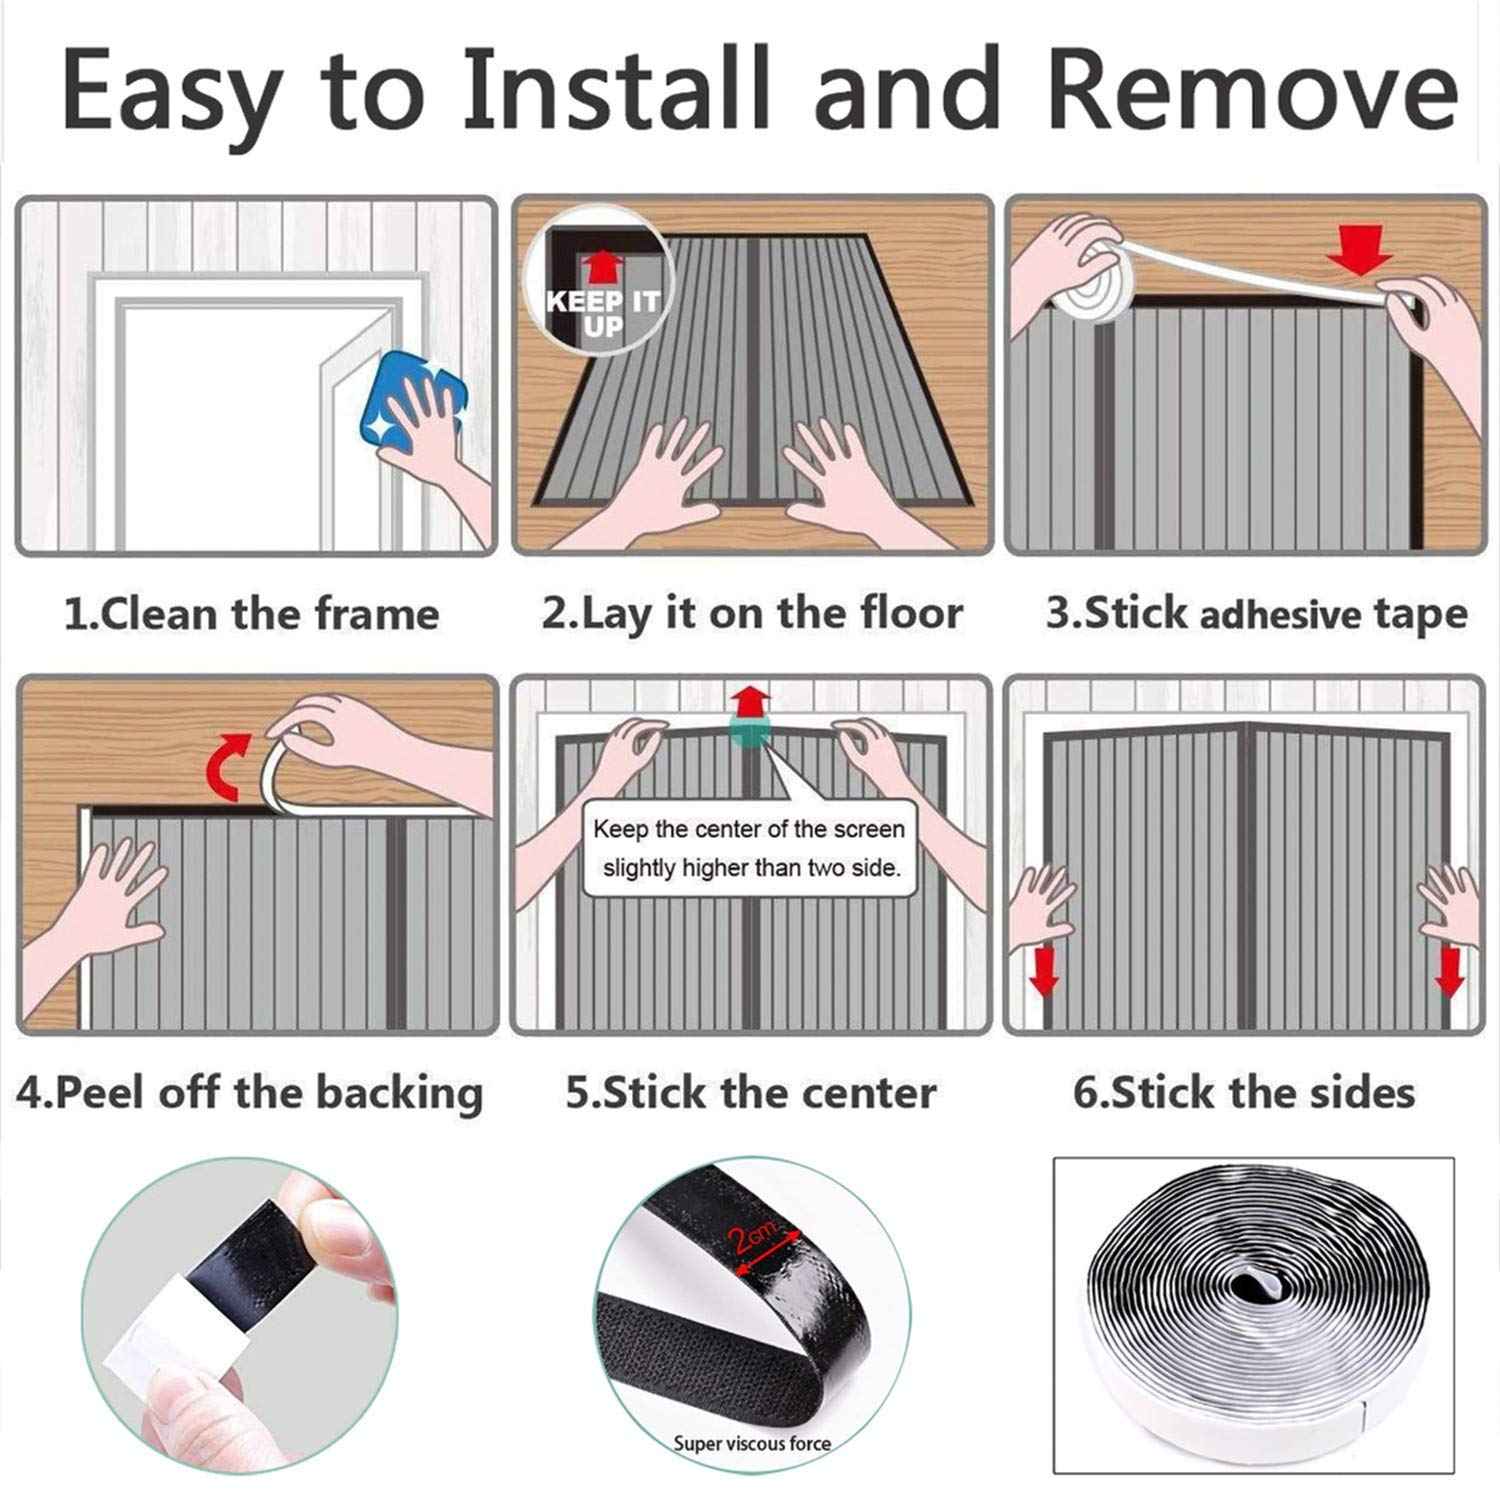 Easy to Install and Remove
KEEP IT
UP
1.Clean the frame
2.Lay it on the floor
3.Stick adhesive tape
Keep the center of the screen
slightly higher than two side.
4.Peel off the backing
5.Stick the center
6.Stick the sides
2cm
Super viscous force